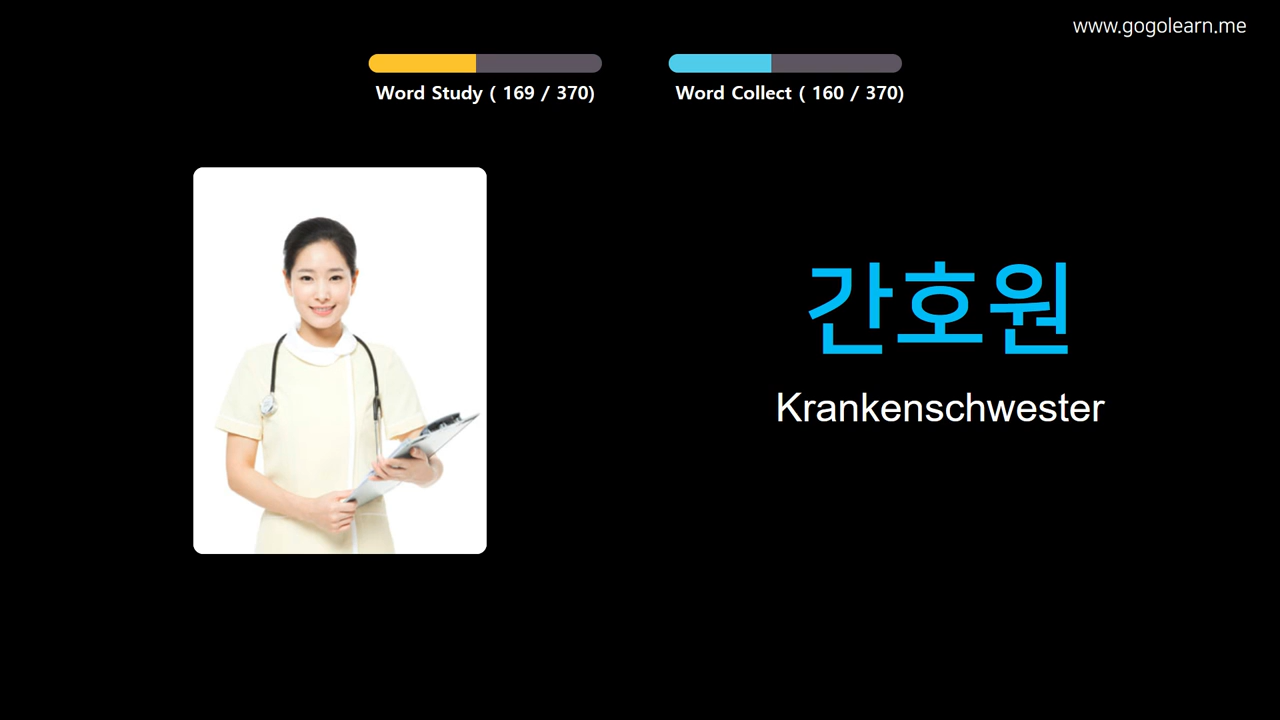 www.gogolearn.me
Word Study ( 169 / 370)
Word Collect ( 160 / 370)
간호원
Krankenschwester